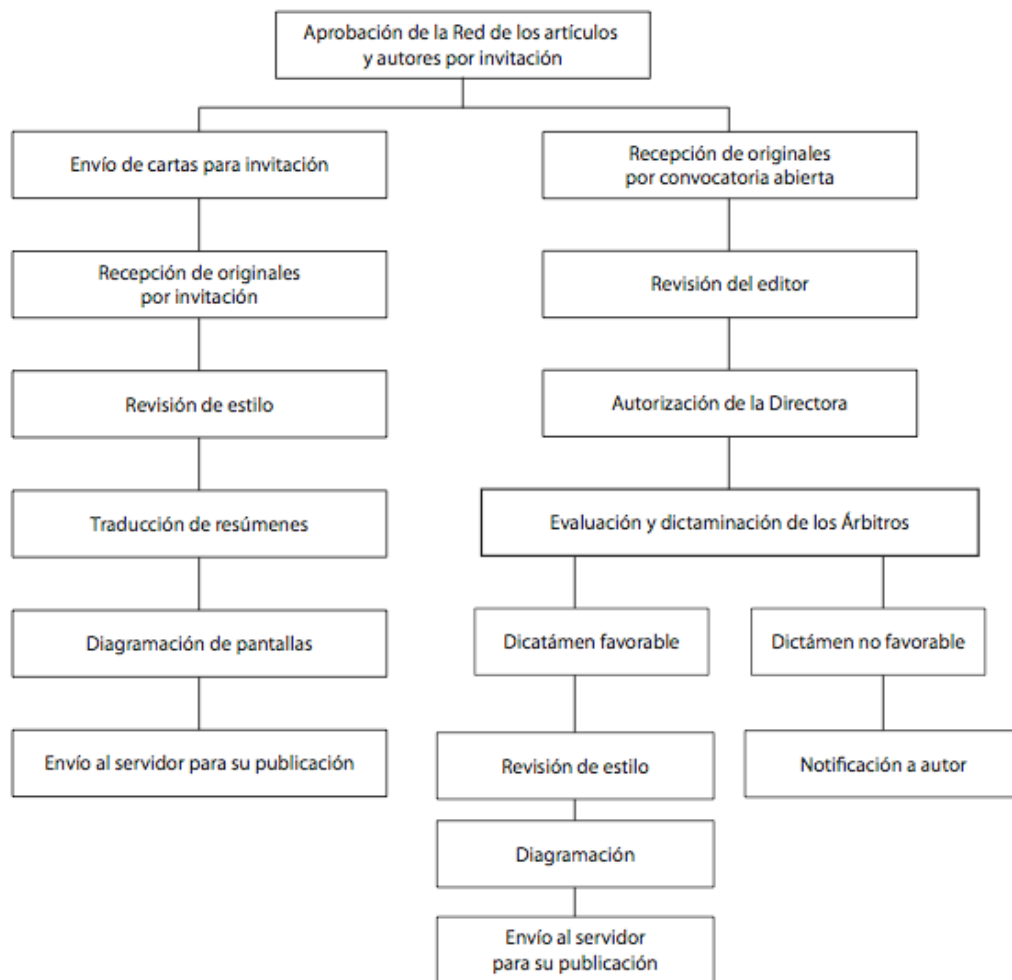 Aprobación de la Red de los artículos
y autores por invitación
Envío de cartas para invitación
Recepción de originales
por convocatoria abierta
Recepción de originales
por invitación
Revisión del editor
Revisión de estilo
Autorización de la Directora
Traducción de resúmenes
Evaluación y dictaminación de los Árbitros
Diagramación de pantallas
Dicatámen favorable
Dictámen no favorable
Envío al servidor para su publicación
Revisión de estilo
Notificación a autor
Diagramación
Envío al servidor
para su publicación